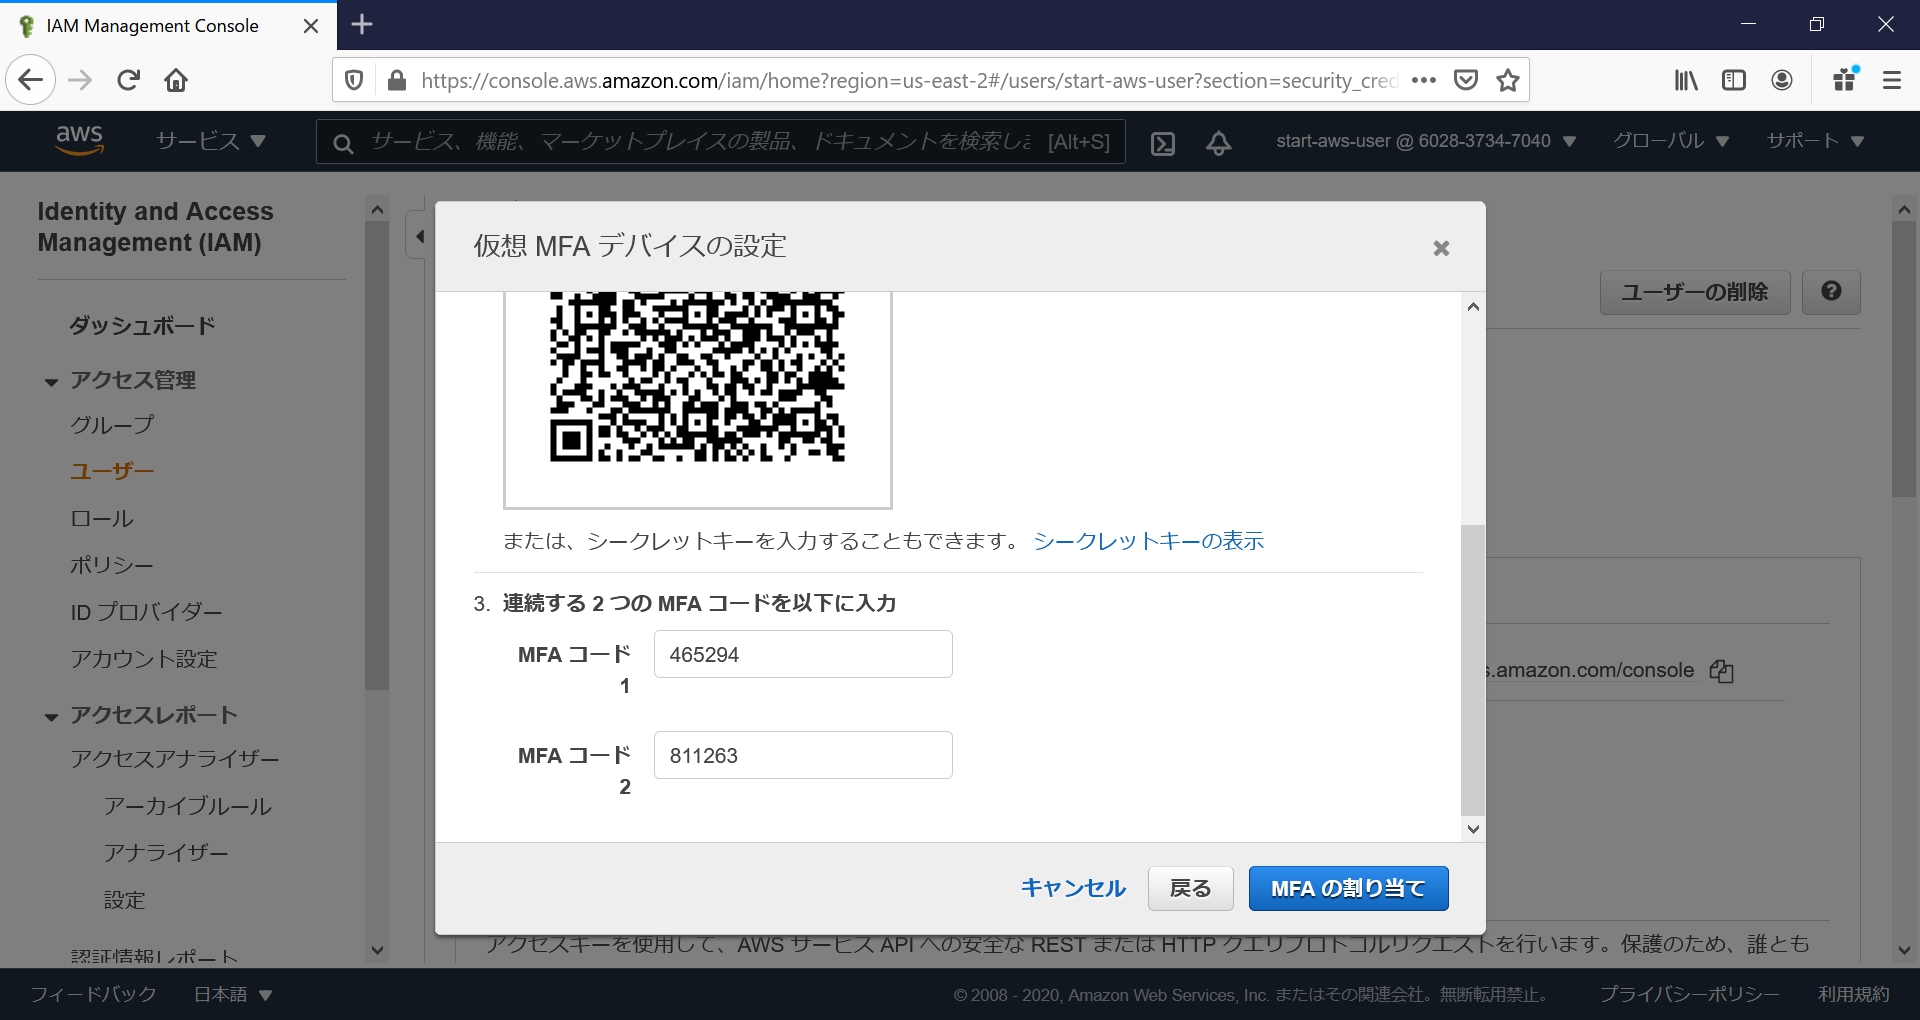 IAM Management Console
https://console.aws.amazon.com/iam/home?region=us-east-2#/users/start-aws-user?section=security_cred
aws
サービス
サービス、機能、マーケットプレイスの製品、ドキュメントを検索しま [Alt+S]
start-aws-user @ 6028-3734-7040
グローバル
サポート
Identity and Access
Management (IAM)
ダッシュボード
アクセス管理
グループ
ユーザー
ロール
ポリシー
ID プロバイダー
アカウント設定
アクセスレポート
アクセスアナライザー
アーカイブルール
アナライザー
設定
認証情報レポート
ユーザーの削除
仮想 MFA デバイスの設定
または、シークレットキーを入力することもできます。 シークレットキーの表示
3. 連続する 2 つの MFA コードを以下に入力
MFA コード 465294
1
MFA コード 811263
2
キャンセル
戻る
MFA の割り当て
s.amazon.com/console
アクセスキーを使用して、AWS サービス API への安全な REST または HTTP クエリプロトコルリクエストを行います。保護のため、誰とも
フィードバック
日本語
© 2008 - 2020, Amazon Web Services, Inc. またはその関連会社。無断転用禁止。
プライバシーポリシー
利用規約